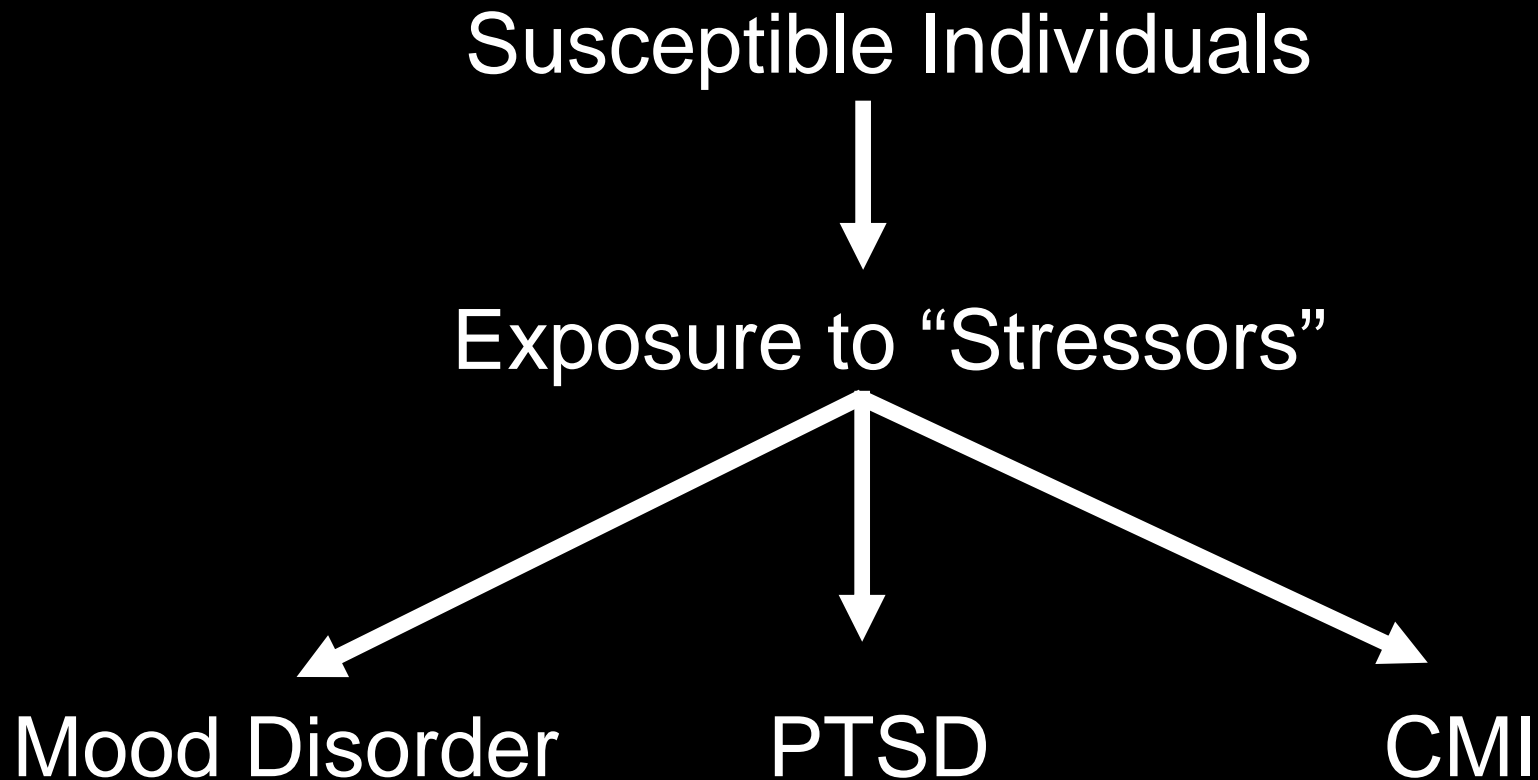 Susceptible Individuals
Exposure to “Stressors”
Mood Disorder PTSD CMI